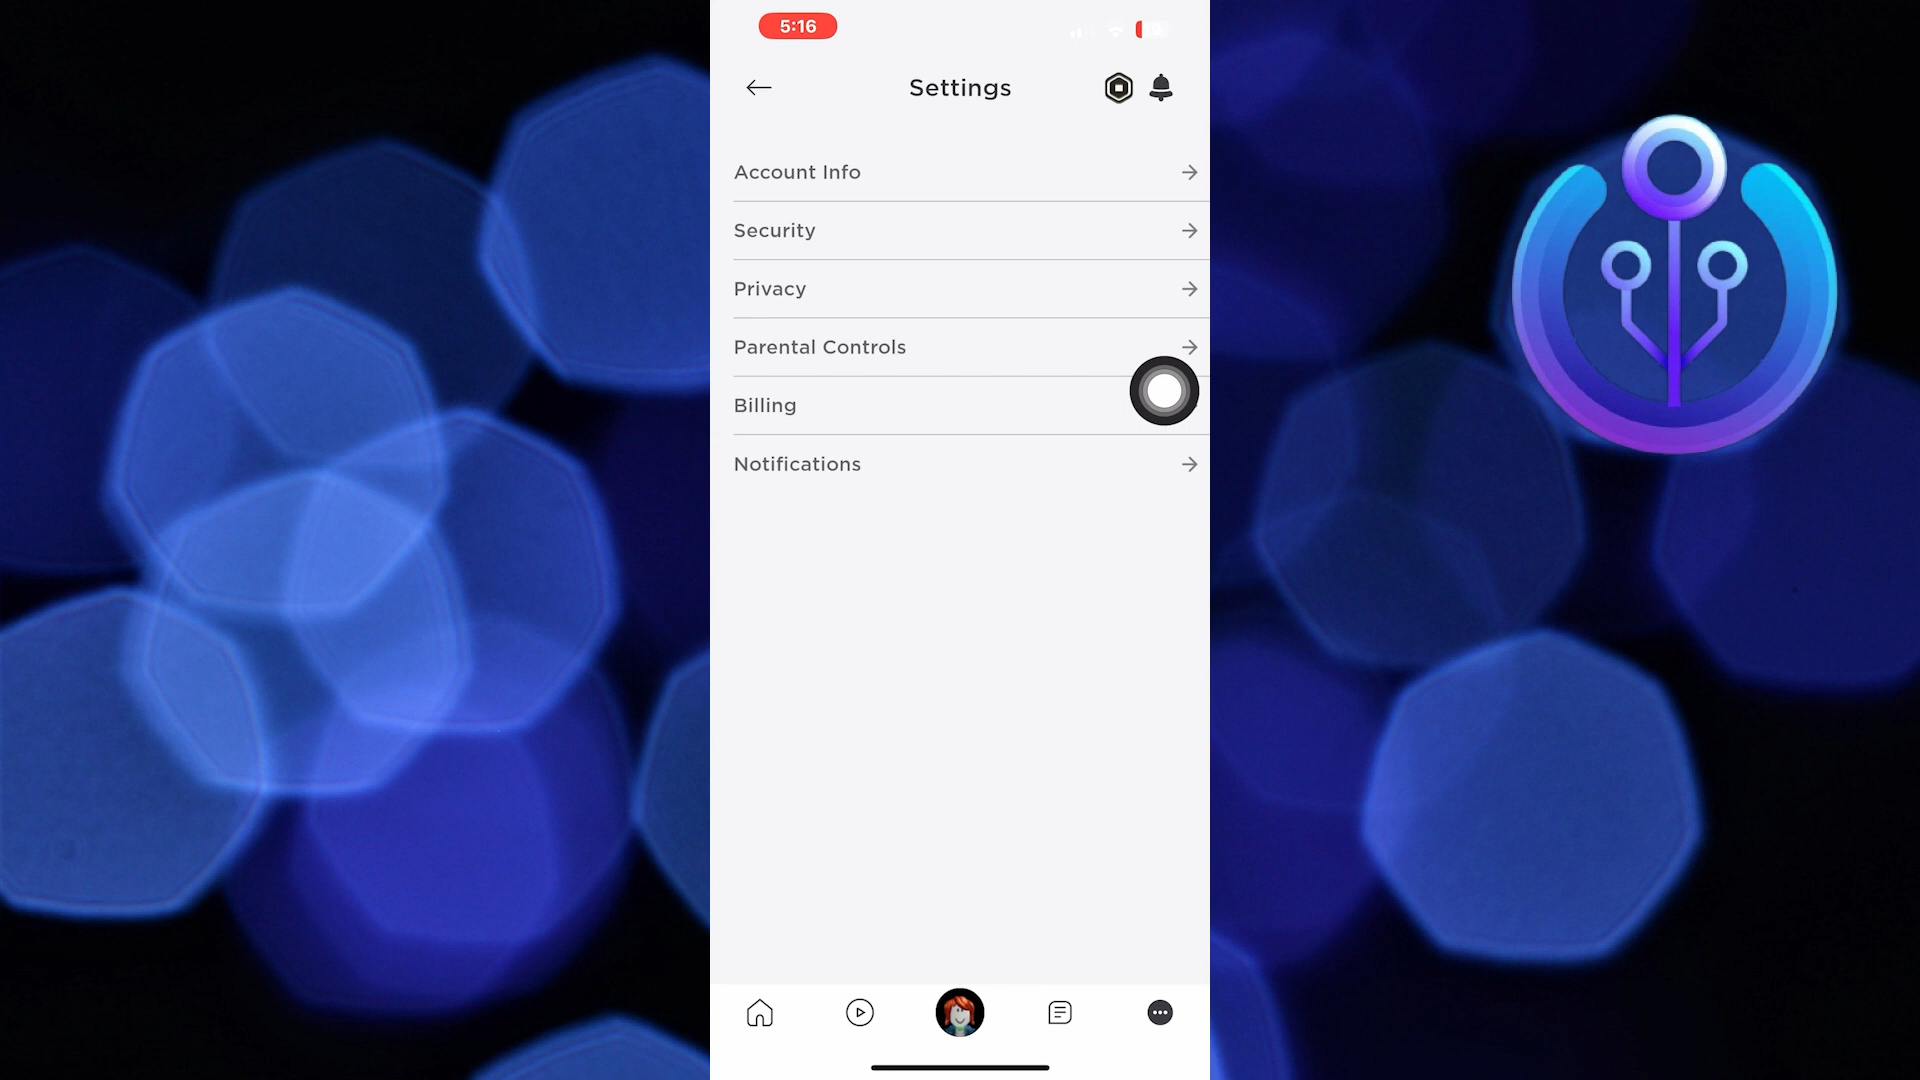 5:16
Settings
Account Info
Security
Privacy
Parental Controls
Billing
Notifications